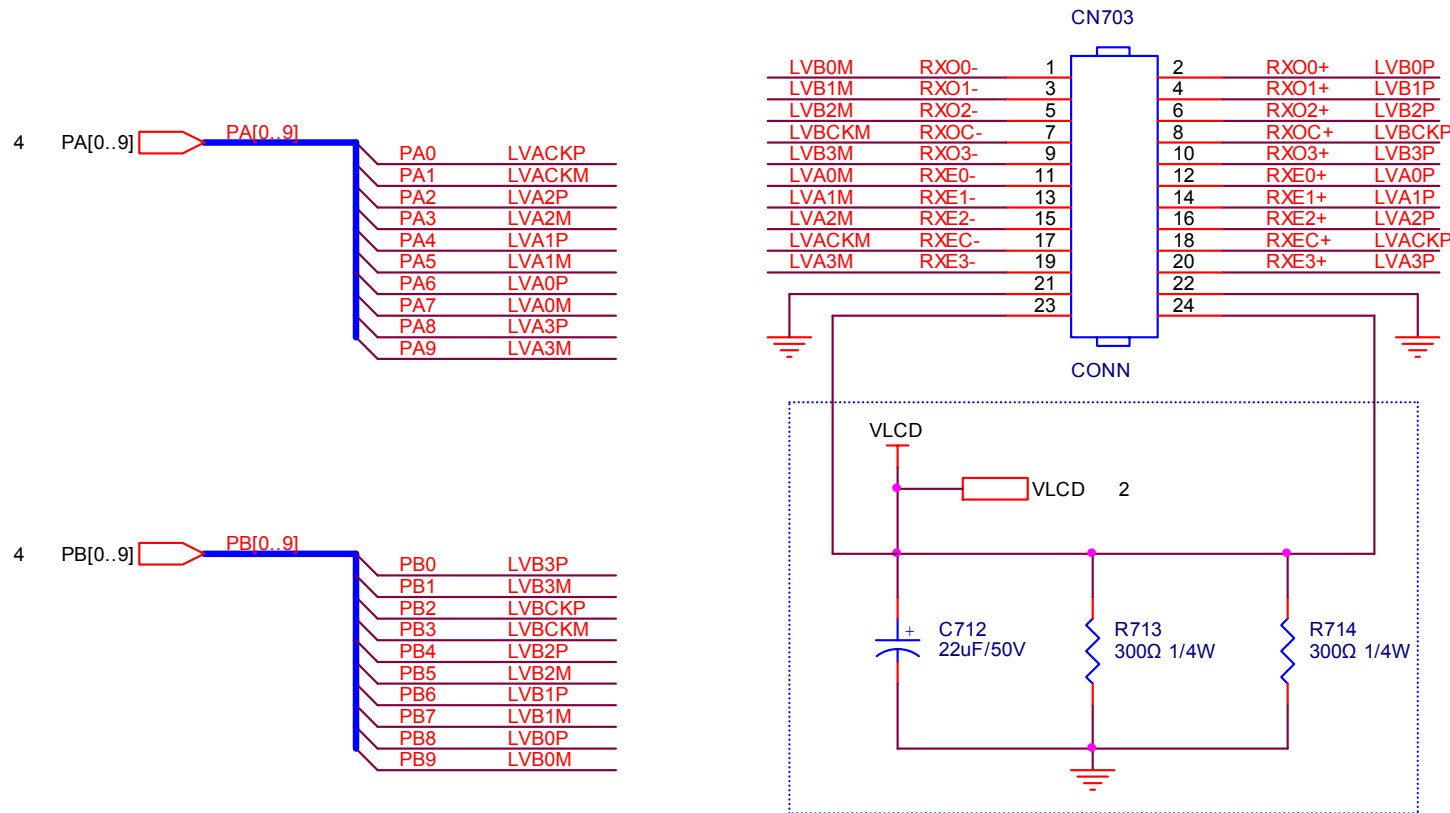 CN703
LVB0M RXO0- 1 2 RXO0+ LVB0P
LVB1M RXO1- 3 4 RXO1+ LVB1P
LVB2M RXO2- 5 6 RXO2+ LVB2P
LVBCKM RXOC- 7 8 RXOC+ LVBCKP
LVB3M RXO3- 9 10 RXO3+ LVB3P
LVA0M RXE0- 11 12 RXE0+ LVA0P
LVA1M RXE1- 13 14 RXE1+ LVA1P
LVA2M RXE2- 15 16 RXE2+ LVA2P
LVACKM RXEC- 17 18 RXEC+ LVACKP
LVA3M RXE3- 19 20 RXE3+ LVA3P
21 22
23 24
CONN
4 PA[0..9] PA[0..9]
PA0 LVACKP
PA1 LVACKM
PA2 LVA2P
PA3 LVA2M
PA4 LVA1P
PA5 LVA1M
PA6 LVA0P
PA7 LVA0M
PA8 LVA3P
PA9 LVA3M
VLCD
VLCD 2
4 PB[0..9] PB[0..9]
PB0 LVB3P
PB1 LVB3M
PB2 LVBCKP
PB3 LVBCKM
PB4 LVB2P
PB5 LVB2M
PB6 LVB1P
PB7 LVB1M
PB8 LVB0P
PB9 LVB0M
+
C712
22uF/50V
R713
300Ω 1/4W
R714
300Ω 1/4W